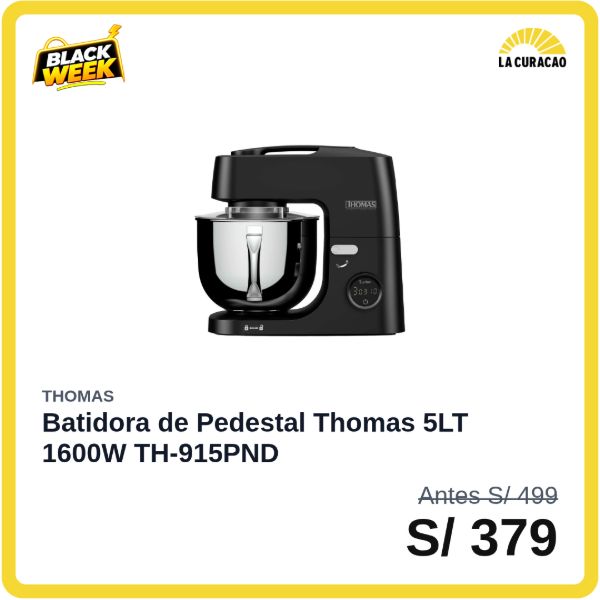 BLACK
WEEK
LA CURACAO
THOMAS
THOMAS
Batidora de Pedestal Thomas 5LT
1600W TH-915PND
Antes S/ 499
S/ 379